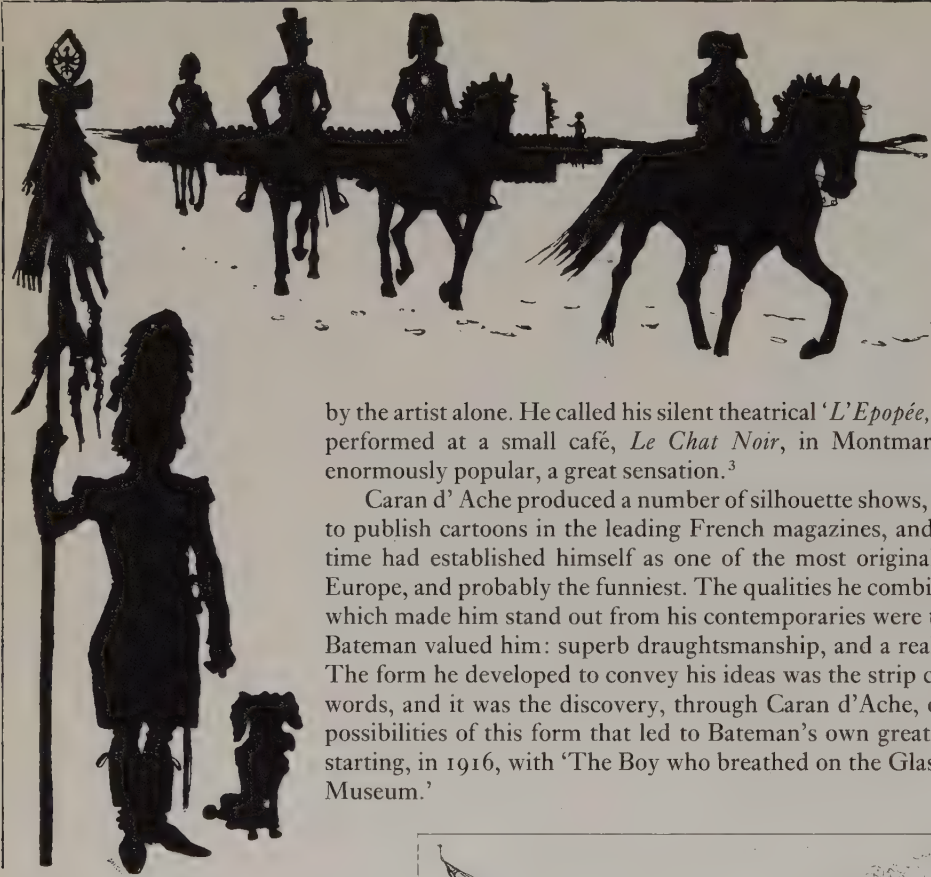 by the artist alone. He called his silent theatrical 'L'Epopée,
performed at a small café, Le Chat Noir, in Montmar
enormously popular, a great sensation.³
Caran d' Ache produced a number of silhouette shows,
to publish cartoons in the leading French magazines, and
time had established himself as one of the most origina
Europe, and probably the funniest. The qualities he combi
which made him stand out from his contemporaries were
Bateman valued him: superb draughtsmanship, and a rea
The form he developed to convey his ideas was the strip c
words, and it was the discovery, through Caran d'Ache,
possibilities of this form that led to Bateman's own great
starting, in 1916, with 'The Boy who breathed on the Glas
Museum.'